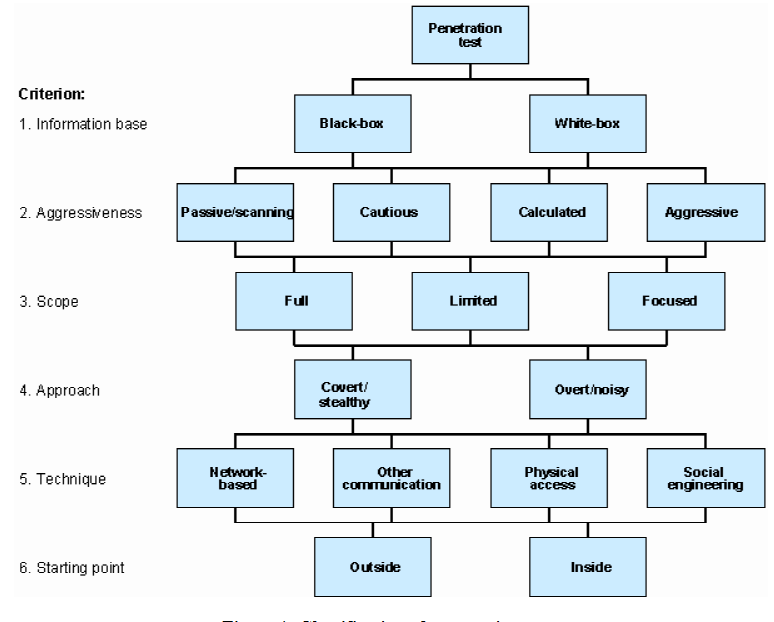 Penetration
test
Criterion:
1. Information base
Black-box
White-box
2. Aggressiveness
Passive/scanning
Cautious
Calculated
Aggressive
3. Scope
Full
Limited
Focused
4. Approach
Covert/
stealthy
Overt/noisy
5. Technique
Network-
based
Other
communication
Physical
access
Social
engineering
6. Starting point
Outside
Inside